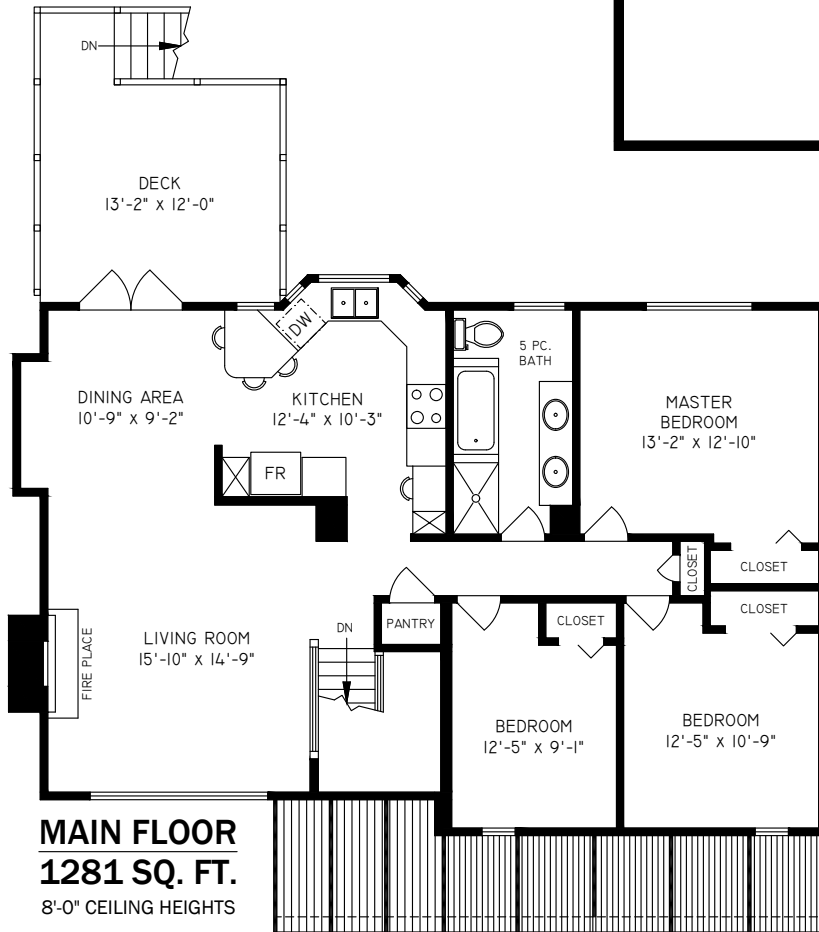 DN
DECK
13'-2" X 12'-0"
DW
5 PC.
BATH
DINING AREA
10'-9" X 9'-2"
KITCHEN
12'-4" X 10'-3"
MASTER
BEDROOM
13'-2" X 12'-10"
FR
CLOSET
CLOSET
CLOSET
CLOSET
PANTRY
DN
LIVING ROOM
15'-10" X 14'-9"
FIRE PLACE
BEDROOM
12'-5" X 9'-1"
BEDROOM
12'-5" X 10'-9"
MAIN FLOOR
1281 SQ. FT.
8'-0" CEILING HEIGHTS